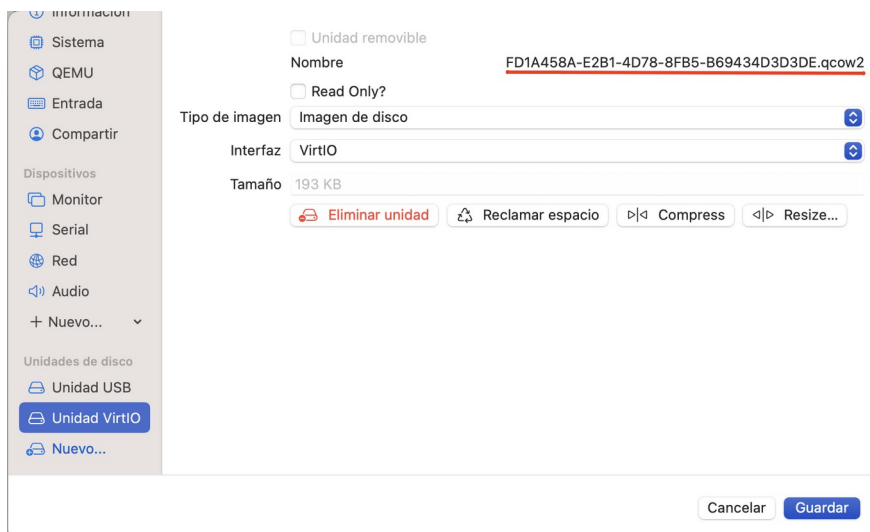 Información
Sistema
QEMU
Entrada
Compartir
Dispositivos
Monitor
Serial
Red
Audio
Nuevo...
Unidades de disco
Unidad USB
Unidad VirtIO
Nuevo...
Unidad removible
Nombre FD1A458A-E2B1-4D78-8FB5-B69434D3D3DE.qcow2
Read Only?
Tipo de imagen Imagen de disco
Interfaz VirtIO
Tamaño 193 KB
Eliminar unidad Reclamar espacio Compress Resize...
Cancelar Guardar